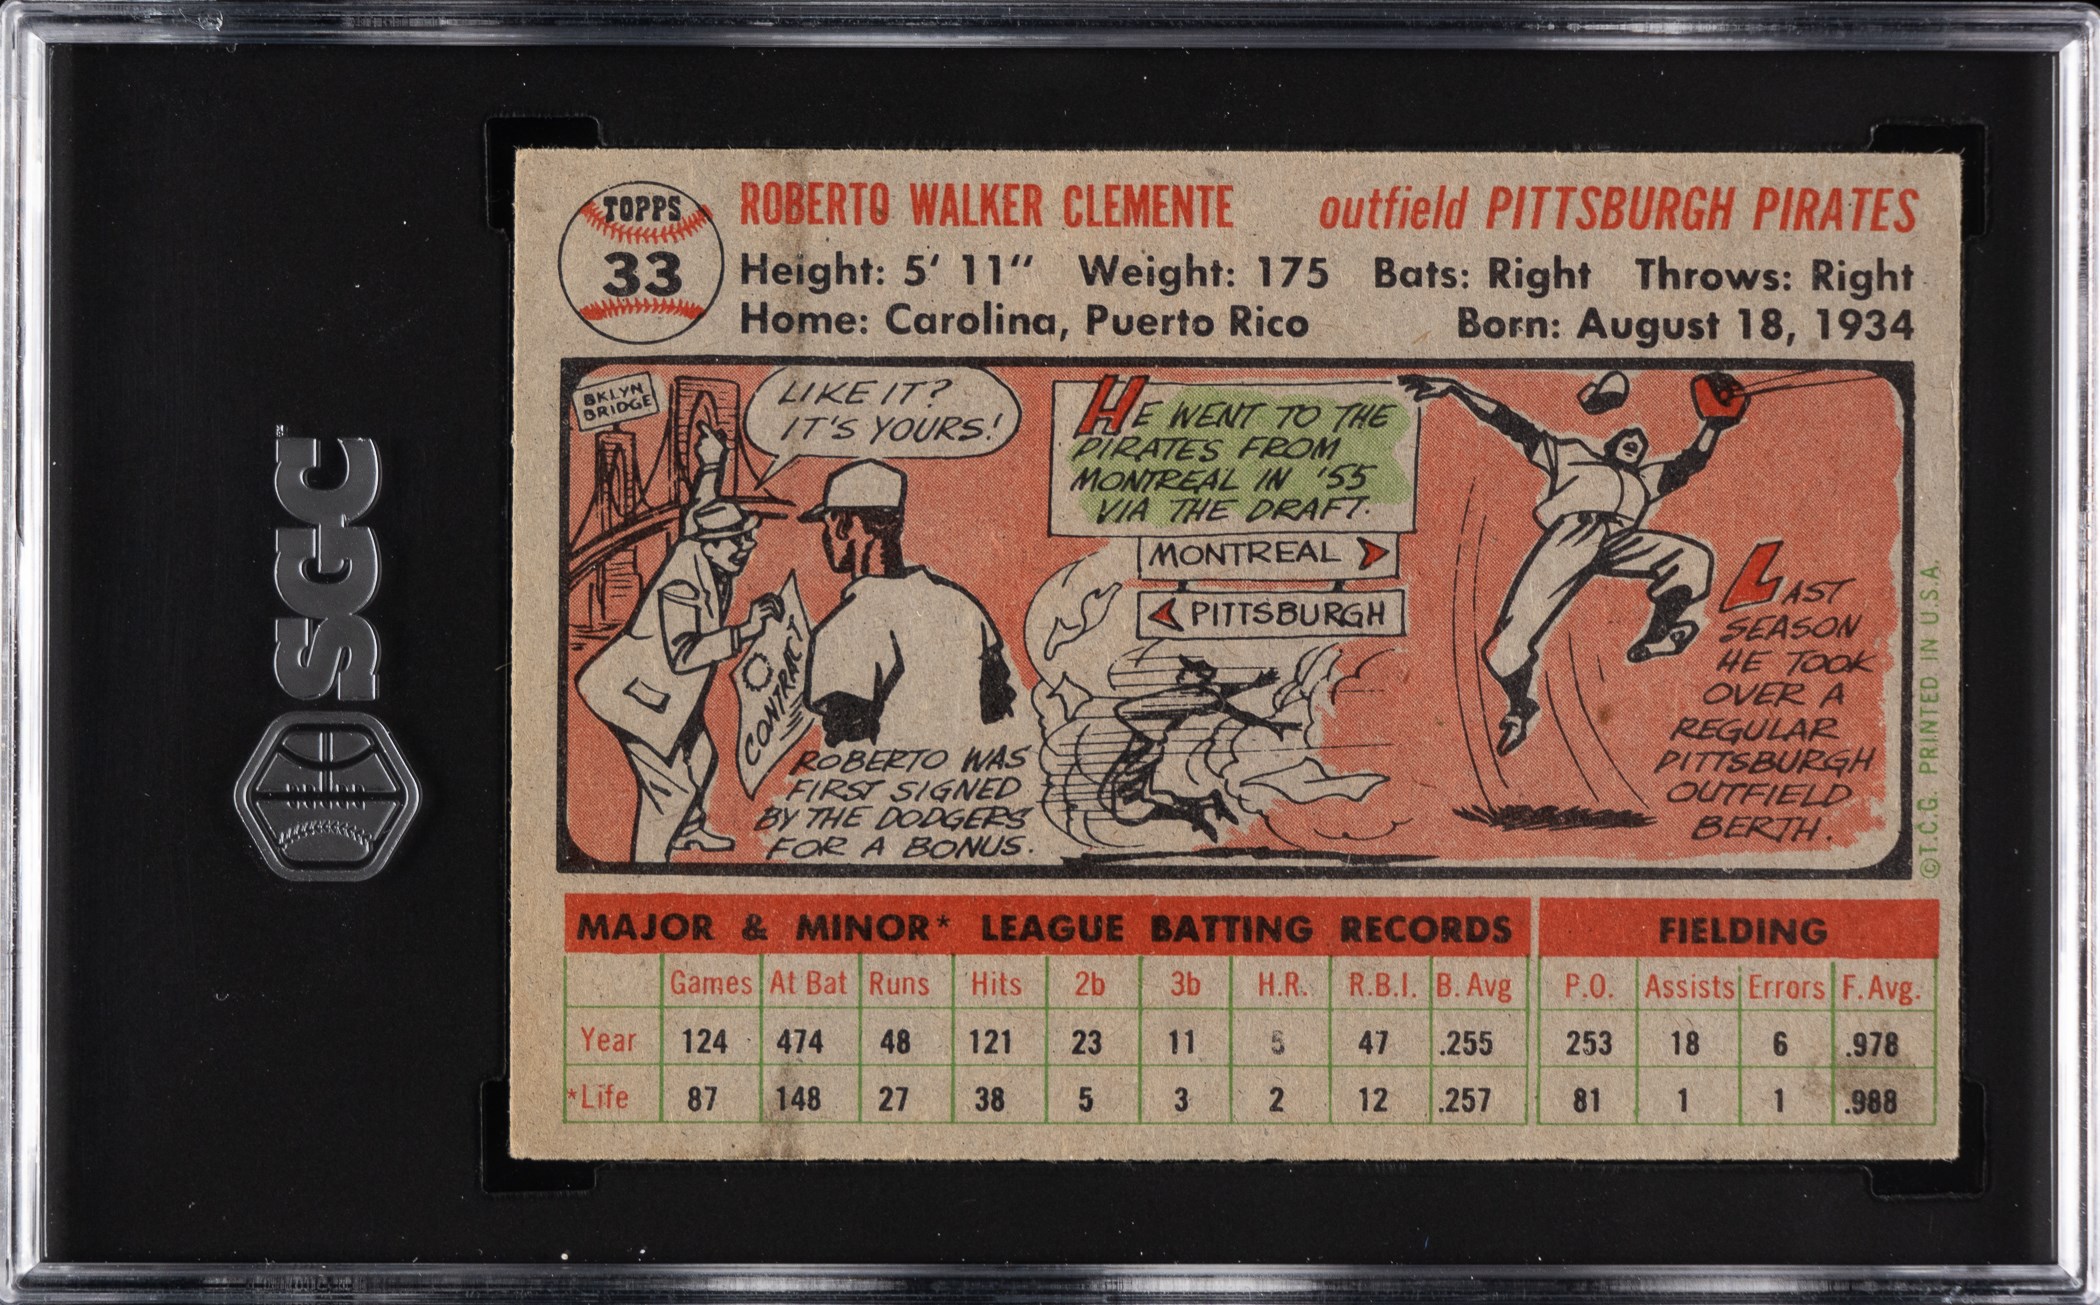 SGC
TOPPS
33
ROBERTO WALKER CLEMENTE outfield PITTSBURGH PIRATES
Height: 5' 11" Weight: 175 Bats: Right Throws: Right
Home: Carolina, Puerto Rico Born: August 18, 1934
BKLYN
BRIDGE
LIKE IT?
IT'S YOURS!
CONTRACT
ROBERTO WAS
FIRST SIGNED
BY THE DODGERS
FOR A BONUS.
HE WENT TO THE
PIRATES FROM
MONTREAL IN '55
VIA THE DRAFT.
MONTREAL
PITTSBURGH
LAST
SEASON
HE TOOK
OVER A
REGULAR
PITTSBURGH
OUTFIELD
BERTH.
©T.C.G. PRINTED IN U.S.A.
MAJOR & MINOR* LEAGUE BATTING RECORDS FIELDING
Games At Bat Runs Hits 2b 3b H.R. R.B.I. B. Avg P.O. Assists Errors F. Avg.
Year 124 474 48 121 23 11 5 47 .255 253 18 6 .978
*Life 87 148 27 38 5 3 2 12 .257 81 1 1 .988